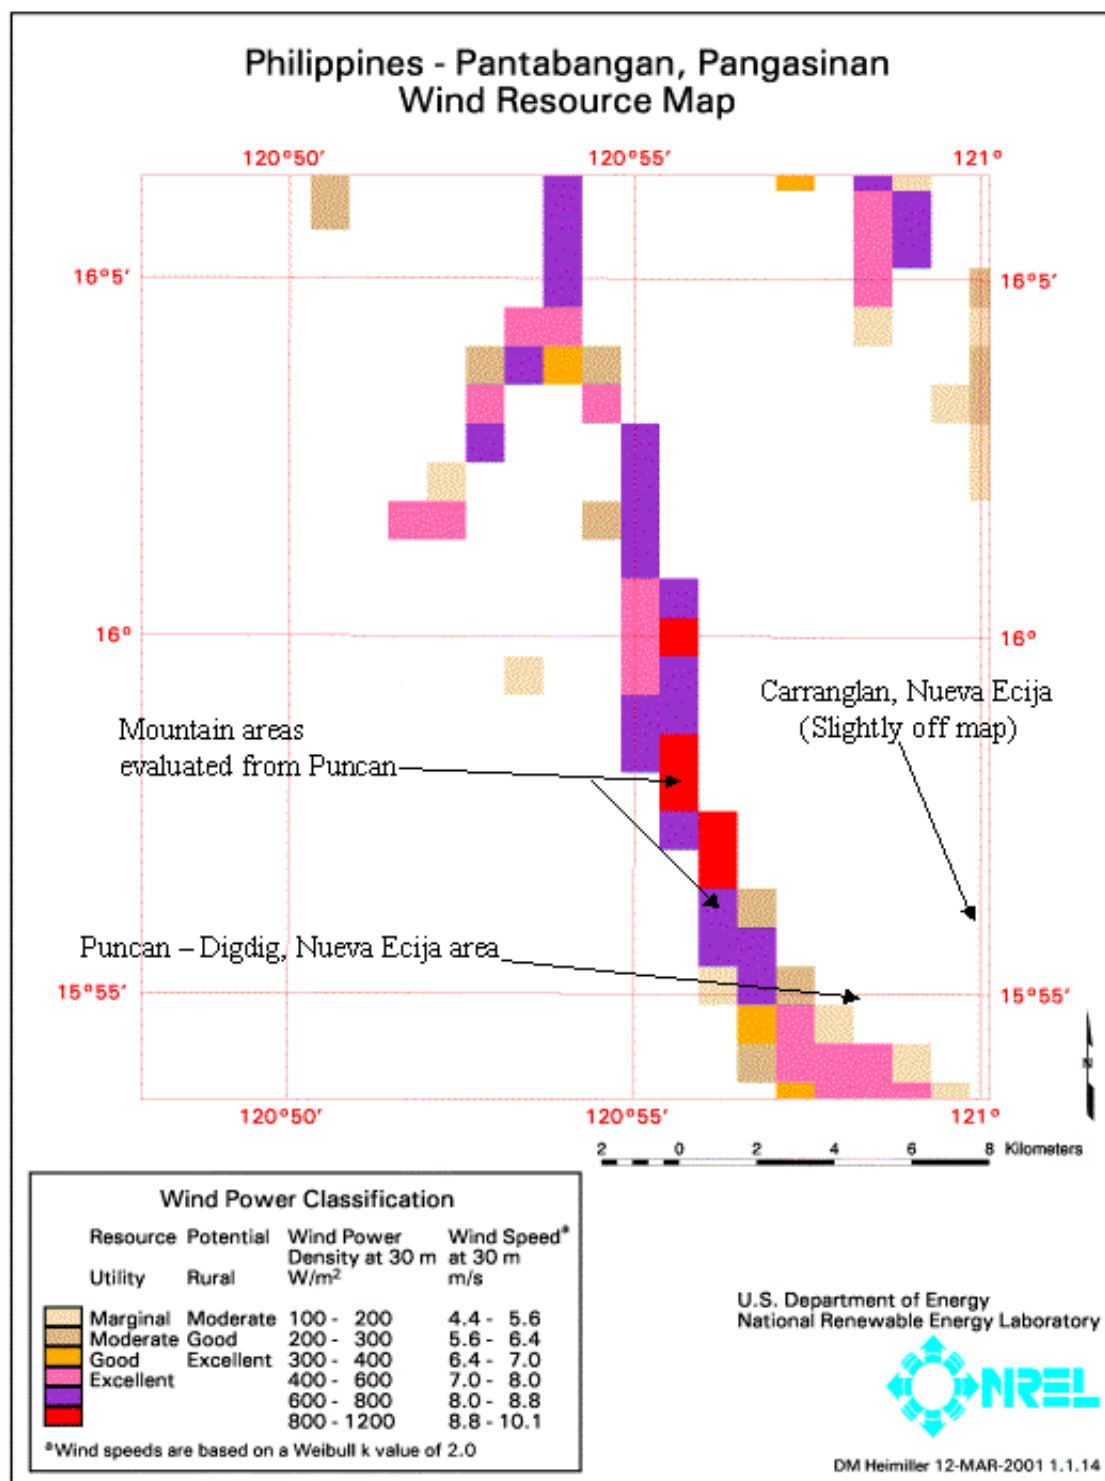 Philippines - Pantabangan, Pangasinan
Wind Resource Map
120°50' 120°55' 121°
16°5' 16°5'
16° 16°
Carranglan, Nueva Ecija
(Slightly off map)
Mountain areas
evaluated from Puncan
Puncan – Digdig, Nueva Ecija area
15°55' 15°55'
N
120°50' 120°55' 121°
2 0 2 4 6 8 Kilometers
Wind Power Classification
Resource Potential Wind Power Wind Speedª
Density at 30 m at 30 m
Utility Rural W/m² m/s
Marginal Moderate 100 - 200 4.4 - 5.6
Moderate Good 200 - 300 5.6 - 6.4
Good Excellent 300 - 400 6.4 - 7.0
Excellent 400 - 600 7.0 - 8.0
600 - 800 8.0 - 8.8
800 - 1200 8.8 - 10.1
ªWind speeds are based on a Weibull k value of 2.0
U.S. Department of Energy
National Renewable Energy Laboratory
NREL
DM Heimiller 12-MAR-2001 1.1.14